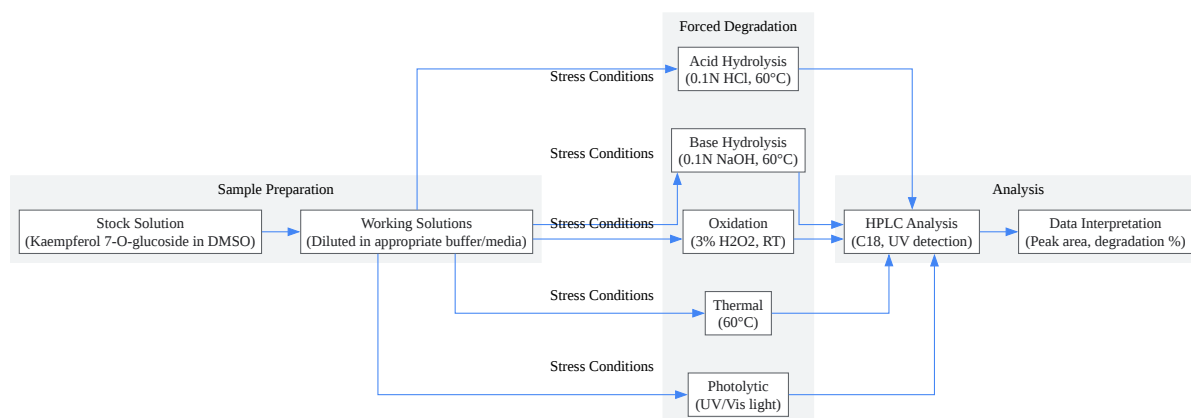 Forced Degradation
Acid Hydrolysis
(0.1N HCl, 60°C)
Stress Conditions
Base Hydrolysis
(0.1N NaOH, 60°C)
Stress Conditions
Sample Preparation
Analysis
Stock Solution
(Kaempferol 7-O-glucoside in DMSO)
Working Solutions
(Diluted in appropriate buffer/media)
Stress Conditions
Oxidation
(3% H2O2, RT)
HPLC Analysis
(C18, UV detection)
Data Interpretation
(Peak area, degradation %)
Stress Conditions
Thermal
(60°C)
Stress Conditions
Photolytic
(UV/Vis light)